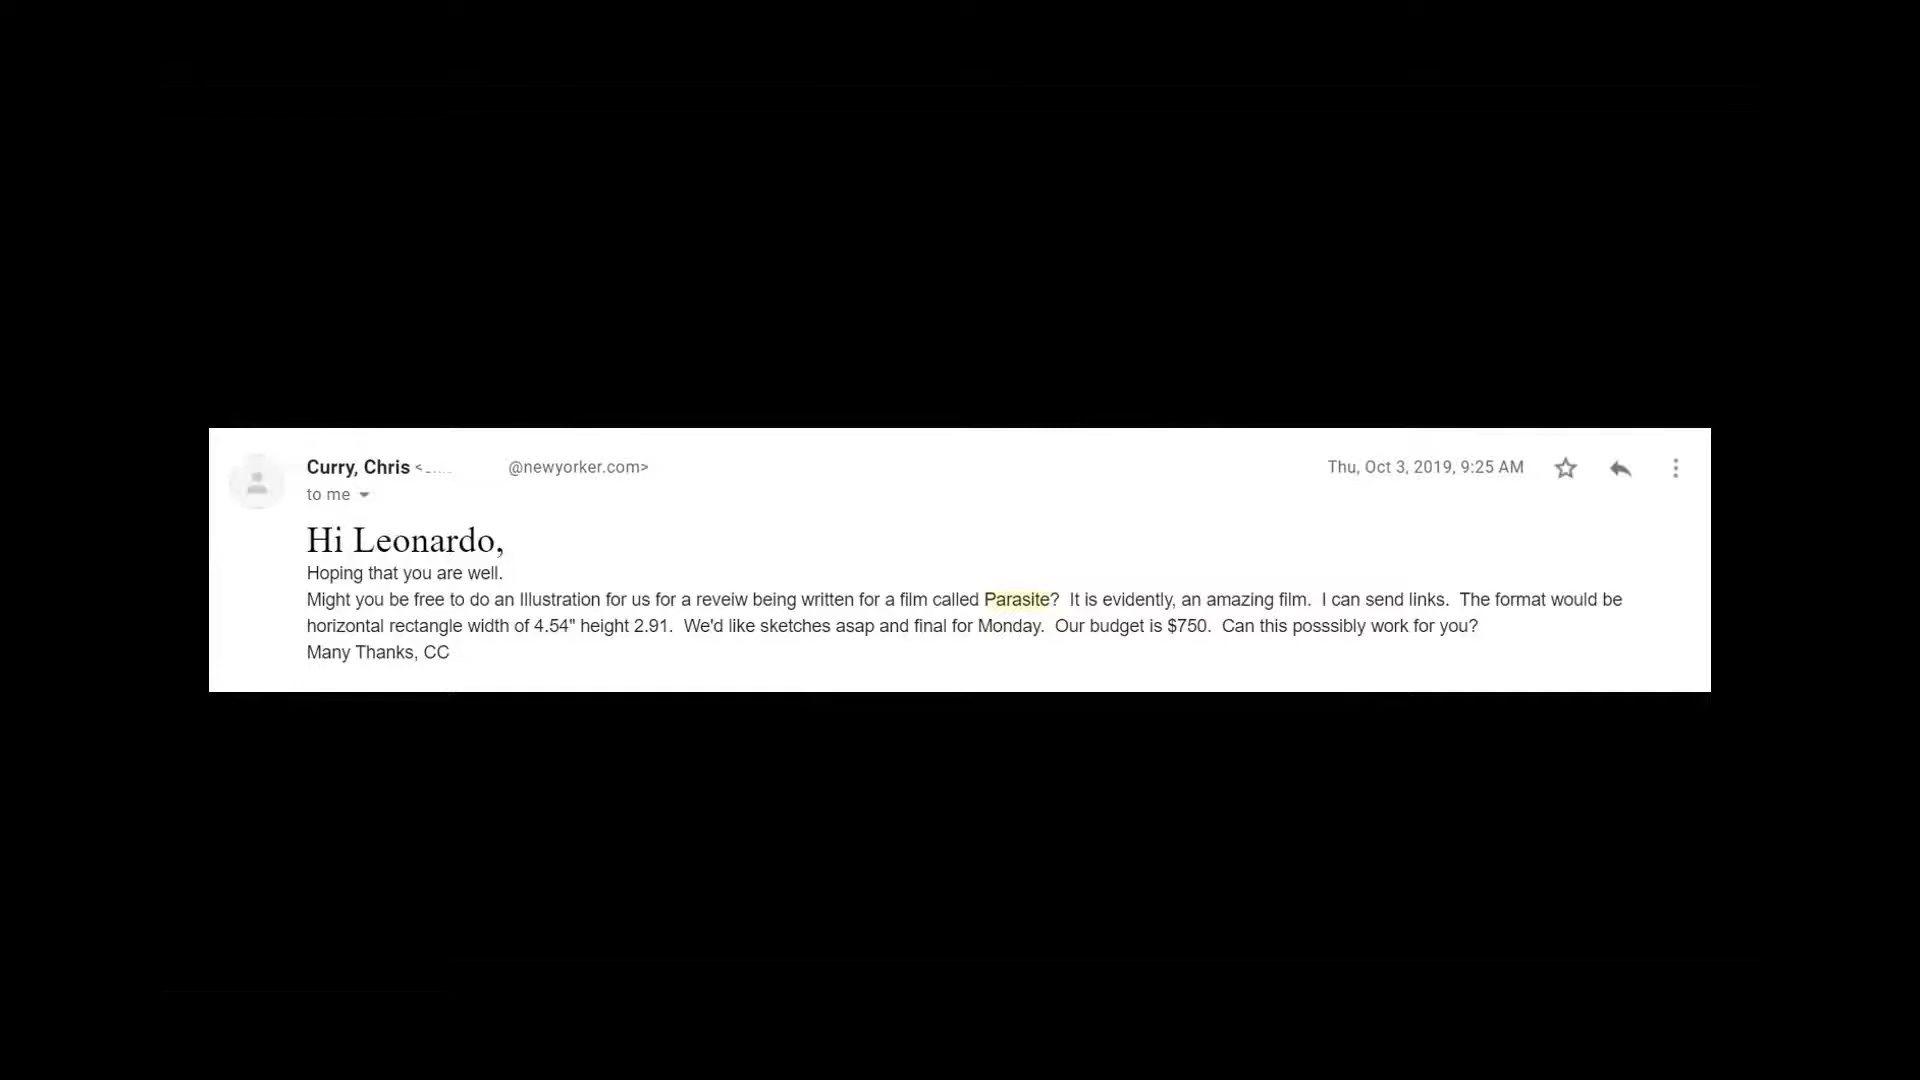 Curry, Chris < @newyorker.com> Thu, Oct 3, 2019, 9:25 AM
to me
Hi Leonardo,
Hoping that you are well.
Might you be free to do an Illustration for us for a reveiw being written for a film called Parasite?  It is evidently, an amazing film.  I can send links.  The format would be
horizontal rectangle width of 4.54" height 2.91.  We'd like sketches asap and final for Monday.  Our budget is $750.  Can this posssibly work for you?
Many Thanks, CC